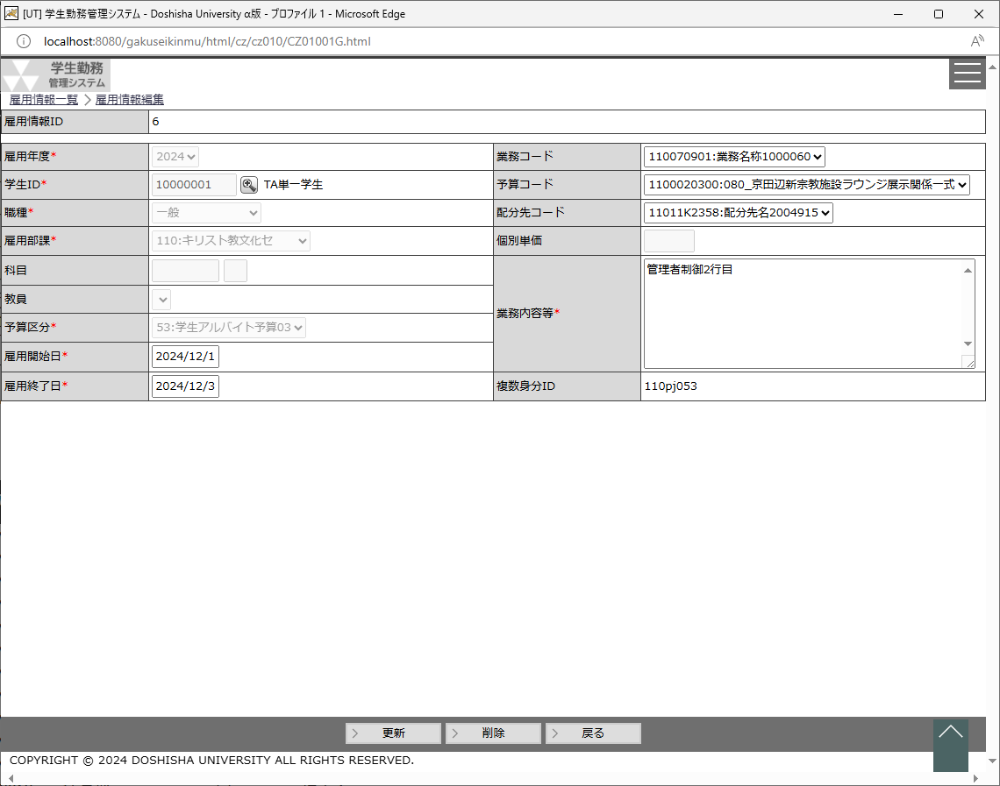 [UT] 学生勤務管理システム - Doshisha University α版 - プロファイル 1 - Microsoft Edge
localhost:8080/gakuseikinmu/html/cz/cz010/CZ01001G.html
学生勤務
管理システム
雇用情報一覧 > 雇用情報編集
雇用情報ID 6
雇用年度* 2024 業務コード 110070901:業務名称1000060
学生ID* 10000001 TA単一学生 予算コード 1100020300:080_京田辺新宗教施設ラウンジ展示関係一式
職種* 一般 配分先コード 11011K2358:配分先名2004915
雇用部課* 110:キリスト教文化セ 個別単価
科目 業務内容等* 管理者制御2行目
教員
予算区分* 53:学生アルバイト予算03
雇用開始日* 2024/12/1
雇用終了日* 2024/12/3 複数身分ID 110pj053
更新 削除 戻る
COPYRIGHT © 2024 DOSHISHA UNIVERSITY ALL RIGHTS RESERVED.